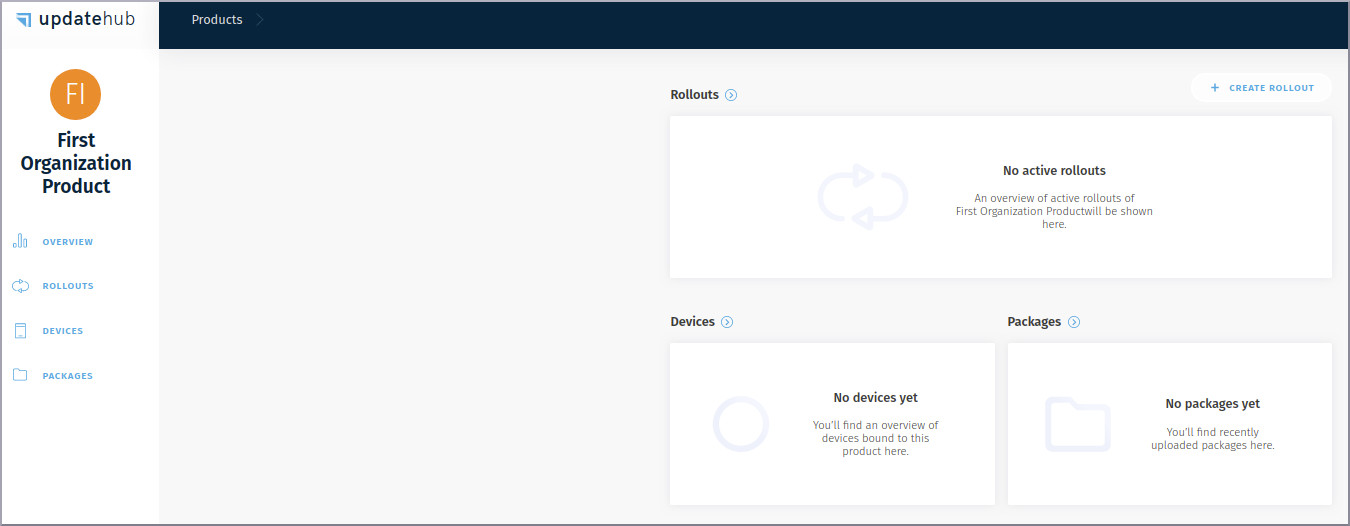 updatehub
Products
FI
First
Organization
Product
OVERVIEW
ROLLOUTS
DEVICES
PACKAGES
Rollouts
+ CREATE ROLLOUT
No active rollouts
An overview of active rollouts of
First Organization Productwill be shown
here.
Devices
No devices yet
You'll find an overview of
devices bound to this
product here.
Packages
No packages yet
You'll find recently
uploaded packages here.